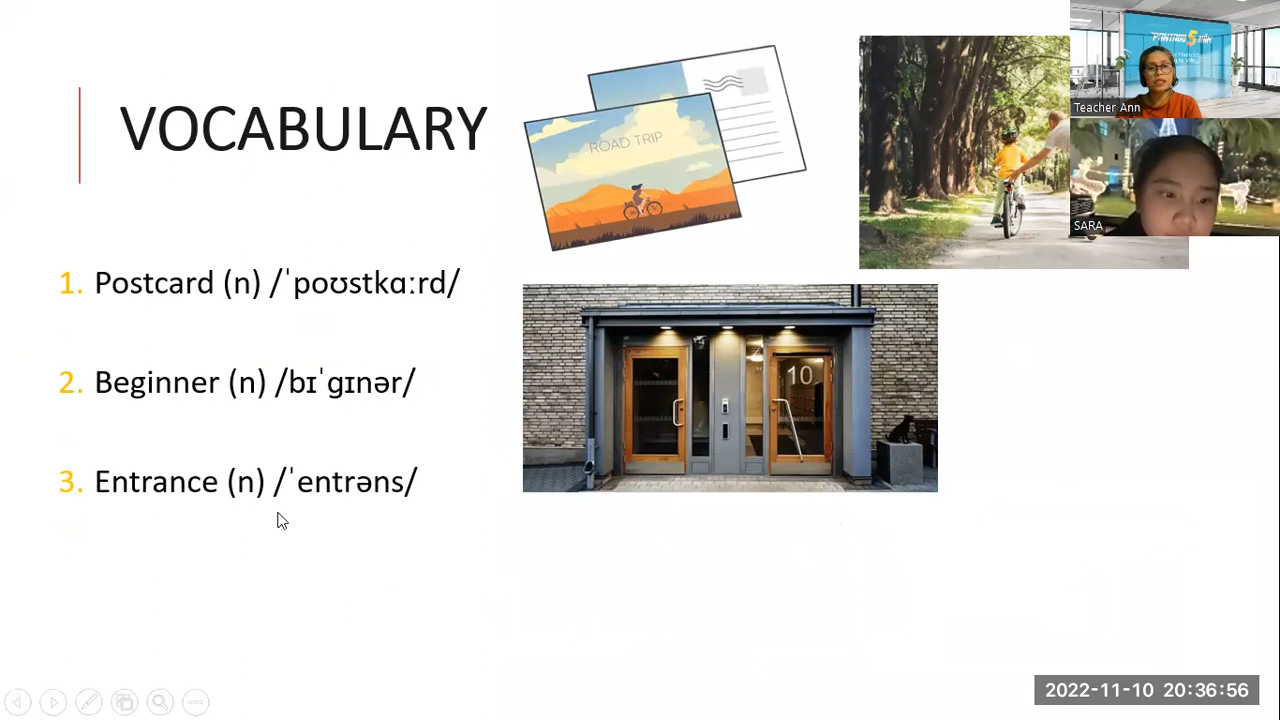 VOCABULARY
1. Postcard (n) /ˈpoʊstkɑːrd/
2. Beginner (n) /bɪˈɡɪnər/
3. Entrance (n) /ˈentrəns/
ROAD TRIP
10
Teacher Ann
SARA
2022-11-10 20:36:56